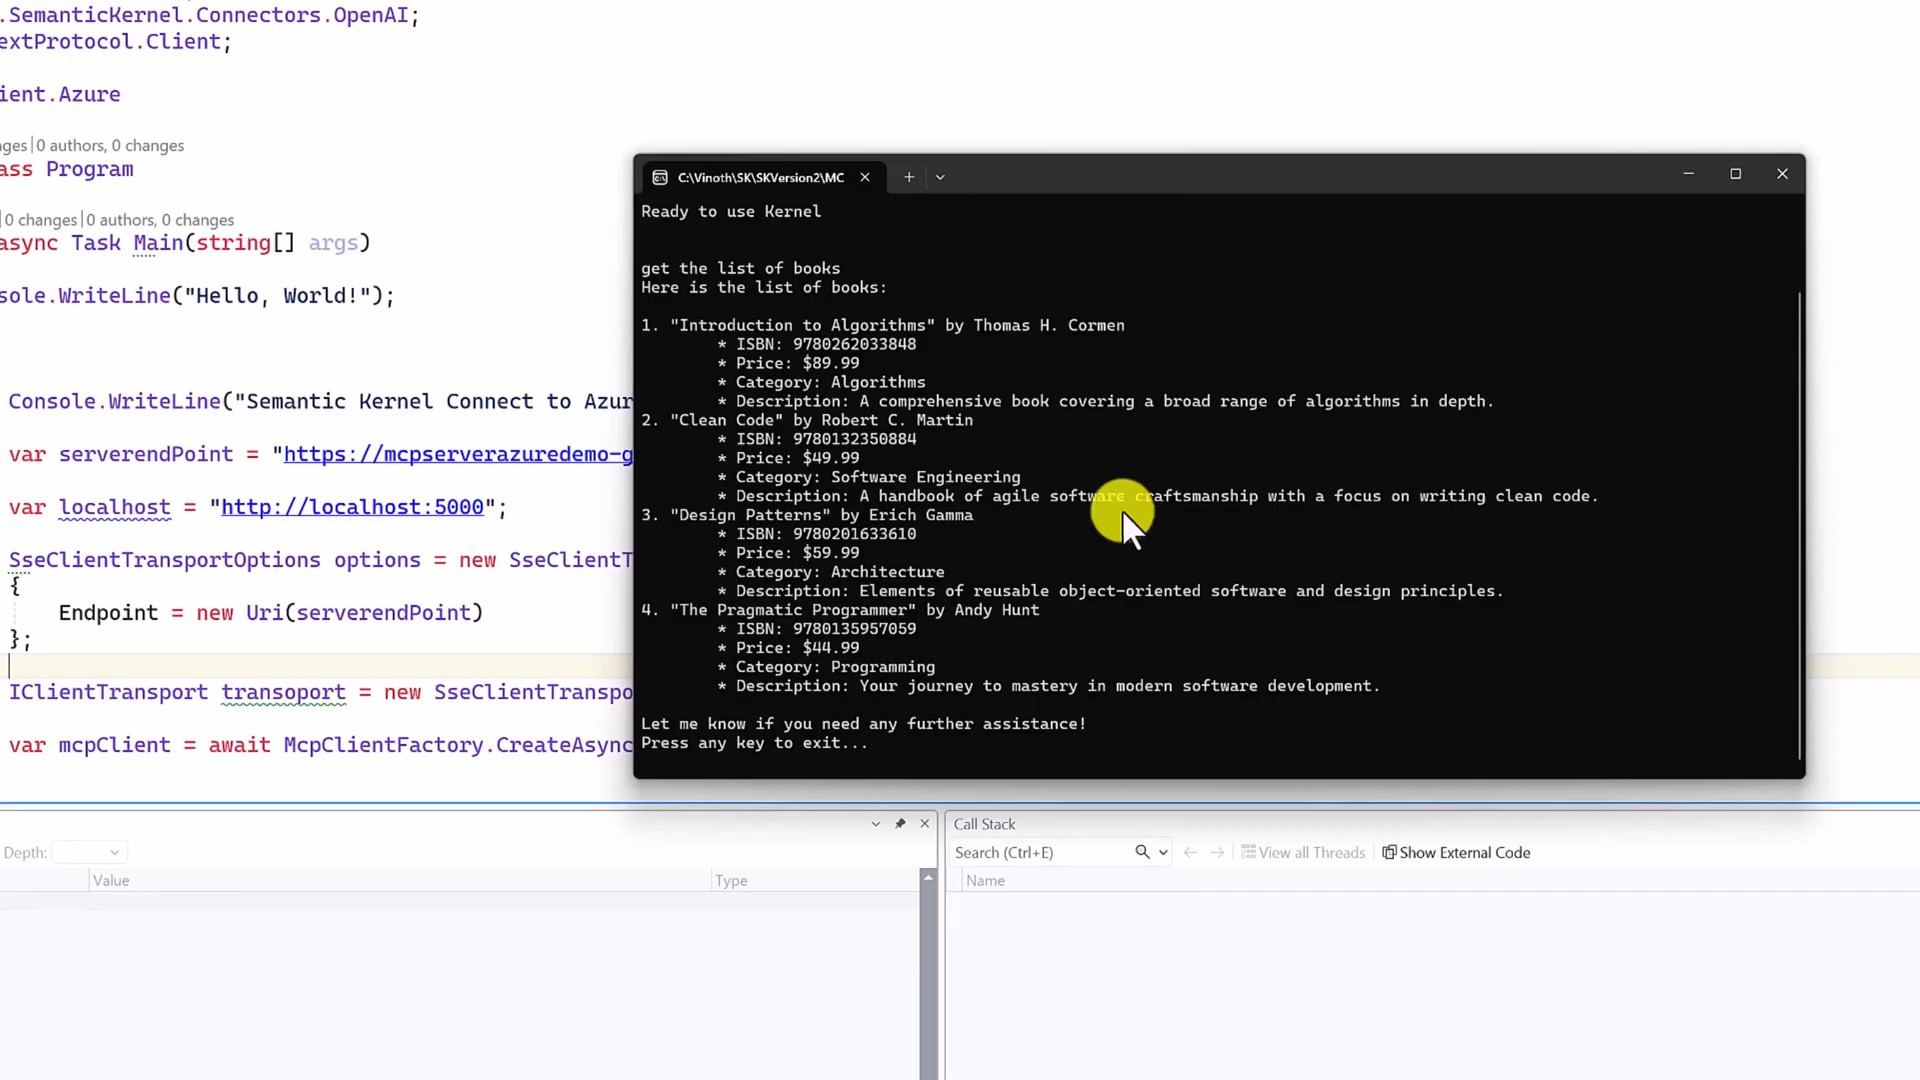 .SemanticKernel.Connectors.OpenAI;
extProtocol.Client;
ient.Azure
nges|0 authors, 0 changes
ass Program
|0 changes|0 authors, 0 changes
async Task Main(string[] args)
sole.WriteLine("Hello, World!");
Console.WriteLine("Semantic Kernel Connect to Azur
var serverendPoint = "https://mcpserverazuredemo-g
var localhost = "http://localhost:5000";
SseClientTransportOptions options = new SseClientT
{
Endpoint = new Uri(serverendPoint)
};
IClientTransport transoport = new SseClientTranspo
var mcpClient = await McpClientFactory.CreateAsync
C:\Vinoth\SK\SKVersion2\MC
Ready to use Kernel
get the list of books
Here is the list of books:
1. "Introduction to Algorithms" by Thomas H. Cormen
* ISBN: 9780262033848
* Price: $89.99
* Category: Algorithms
* Description: A comprehensive book covering a broad range of algorithms in depth.
2. "Clean Code" by Robert C. Martin
* ISBN: 9780132350884
* Price: $49.99
* Category: Software Engineering
* Description: A handbook of agile software craftsmanship with a focus on writing clean code.
3. "Design Patterns" by Erich Gamma
* ISBN: 9780201633610
* Price: $59.99
* Category: Architecture
* Description: Elements of reusable object-oriented software and design principles.
4. "The Pragmatic Programmer" by Andy Hunt
* ISBN: 9780135957059
* Price: $44.99
* Category: Programming
* Description: Your journey to mastery in modern software development.
Let me know if you need any further assistance!
Press any key to exit...
Depth:
Value Type
Call Stack
Search (Ctrl+E) View all Threads Show External Code
Name